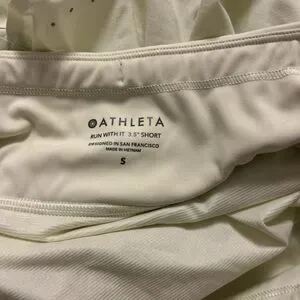 ATHLETA
RUN WITH IT 3.5" SHORT
DESIGNED IN SAN FRANCISCO
MADE IN VIETNAM
S